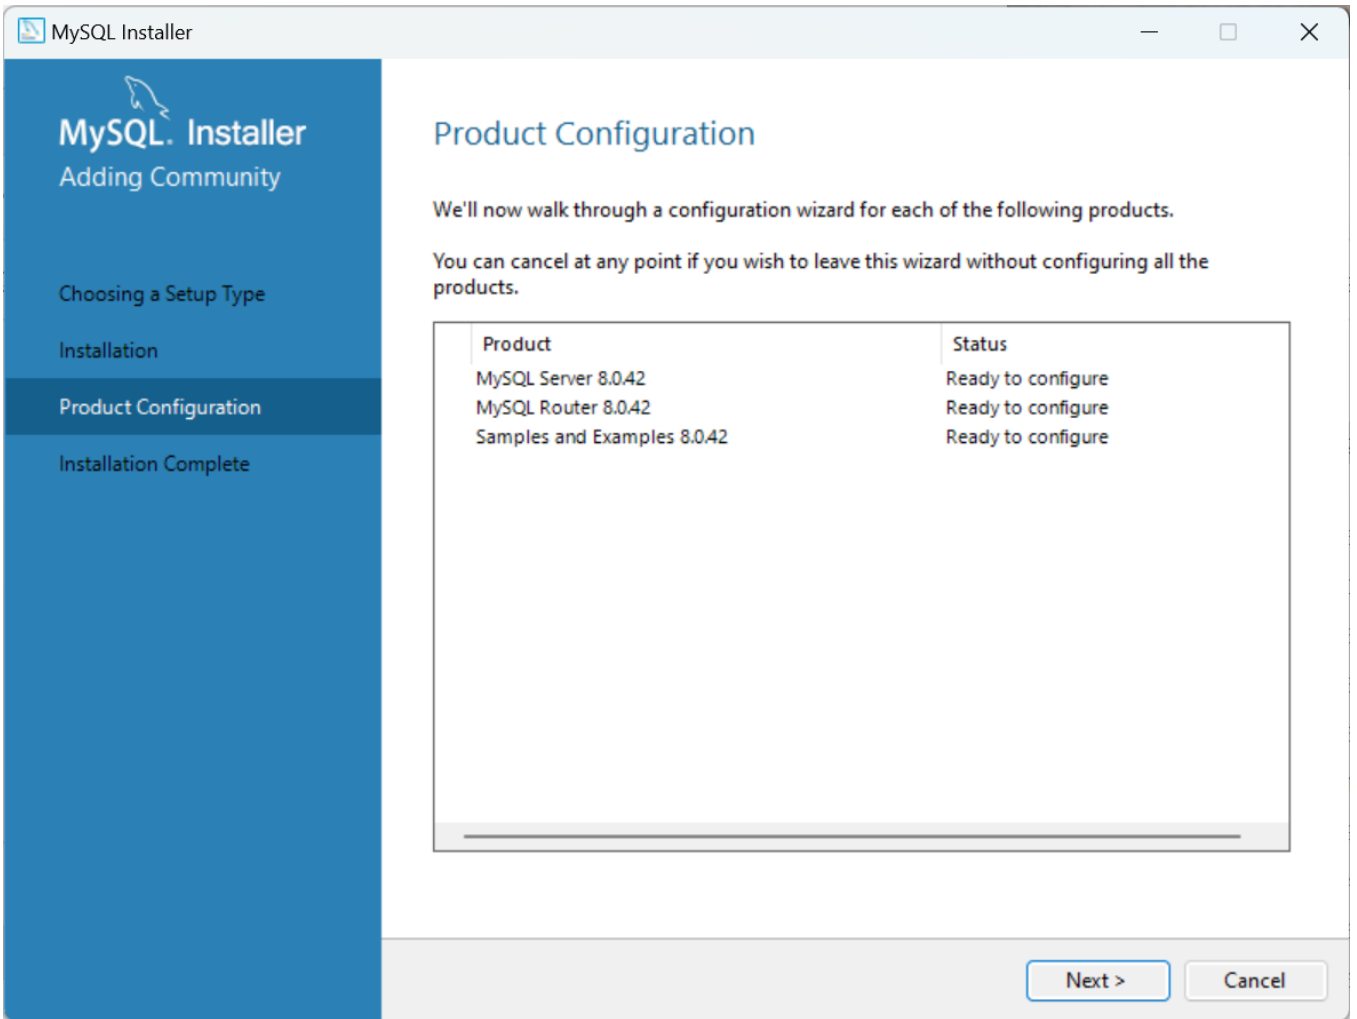 MySQL Installer
MySQL. Installer
Adding Community
Choosing a Setup Type
Installation
Product Configuration
Installation Complete
Product Configuration
We'll now walk through a configuration wizard for each of the following products.
You can cancel at any point if you wish to leave this wizard without configuring all the
products.
Product Status
MySQL Server 8.0.42 Ready to configure
MySQL Router 8.0.42 Ready to configure
Samples and Examples 8.0.42 Ready to configure
Next > Cancel